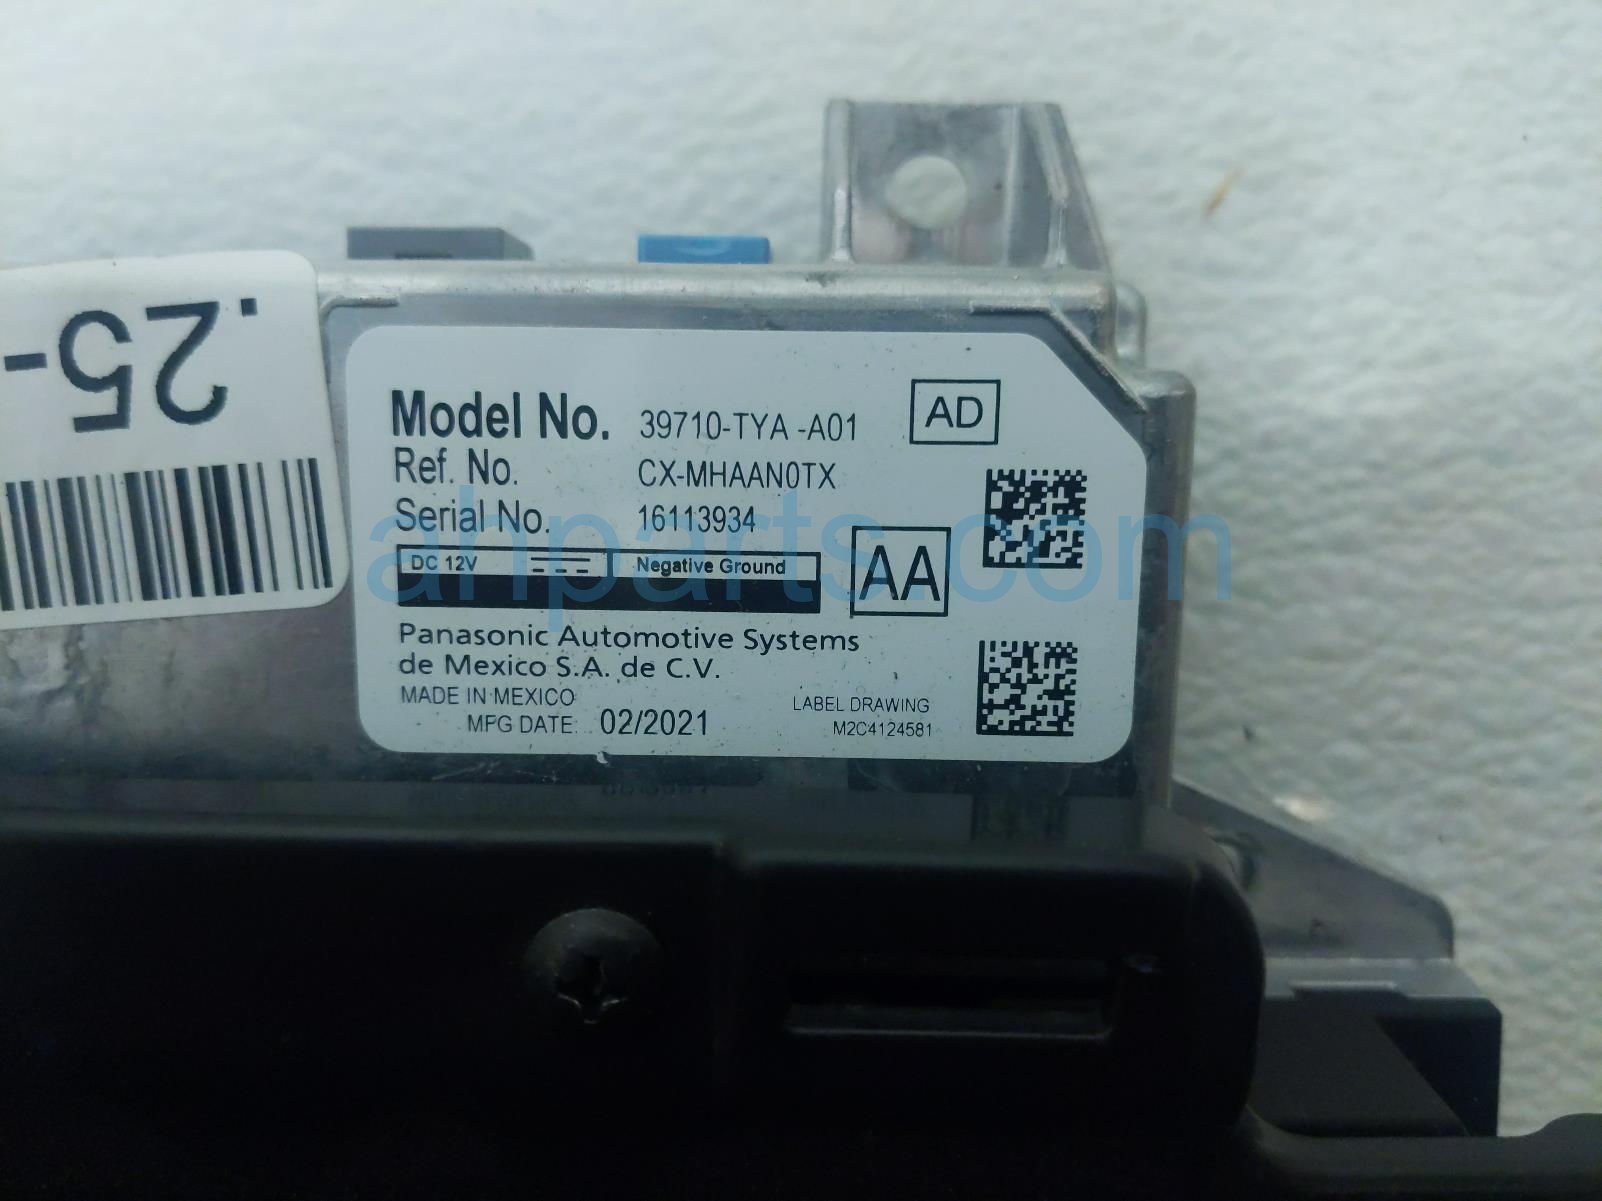 .25-
Model No. 39710-TYA -A01 AD
Ref. No. CX-MHAAN0TX
Serial No. 16113934
DC 12V Negative Ground
AA
Panasonic Automotive Systems
de Mexico S.A. de C.V.
MADE IN MEXICO
MFG DATE: 02/2021
LABEL DRAWING
M2C4124581
ahparts.com